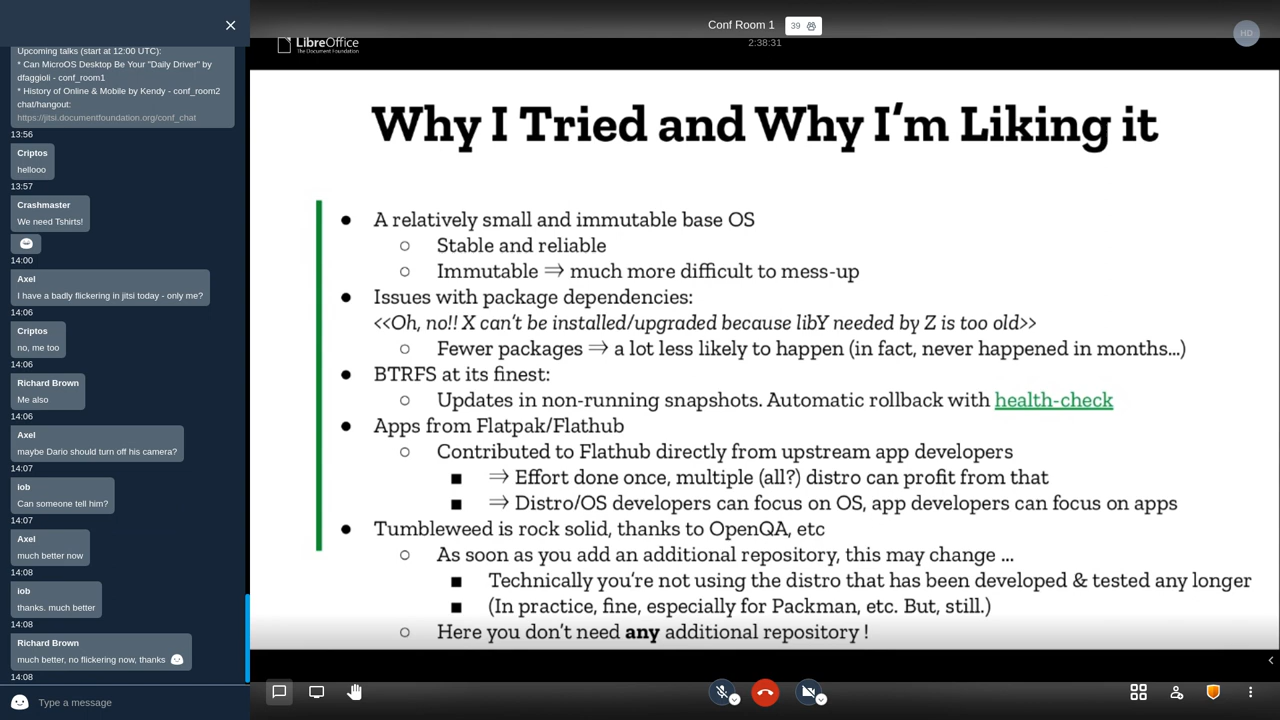 Upcoming talks (start at 12:00 UTC):
* Can MicroOS Desktop Be Your "Daily Driver" by
dfaggioli - conf_room1
* History of Online & Mobile by Kendy - conf_room2
chat/hangout:
https://jitsi.documentfoundation.org/conf_chat
13:56
Criptos
hellooo
13:57
Crashmaster
We need Tshirts!
14:00
Axel
I have a badly flickering in jitsi today - only me?
14:06
Criptos
no, me too
14:06
Richard Brown
Me also
14:06
Axel
maybe Dario should turn off his camera?
14:07
iob
Can someone tell him?
14:07
Axel
much better now
14:08
iob
thanks. much better
14:08
Richard Brown
much better, no flickering now, thanks
14:08
Type a message
Conf Room 1
39
2:38:31
HD
LibreOffice
The Document Foundation
Why I Tried and Why I'm Liking it
● A relatively small and immutable base OS
○ Stable and reliable
○ Immutable ⇒ much more difficult to mess-up
● Issues with package dependencies:
<<Oh, no!! X can't be installed/upgraded because libY needed by Z is too old>>
○ Fewer packages ⇒ a lot less likely to happen (in fact, never happened in months...)
● BTRFS at its finest:
○ Updates in non-running snapshots. Automatic rollback with health-check
● Apps from Flatpak/Flathub
○ Contributed to Flathub directly from upstream app developers
■ ⇒ Effort done once, multiple (all?) distro can profit from that
■ ⇒ Distro/OS developers can focus on OS, app developers can focus on apps
● Tumbleweed is rock solid, thanks to OpenQA, etc
○ As soon as you add an additional repository, this may change ...
■ Technically you're not using the distro that has been developed & tested any longer
■ (In practice, fine, especially for Packman, etc. But, still.)
○ Here you don't need any additional repository !